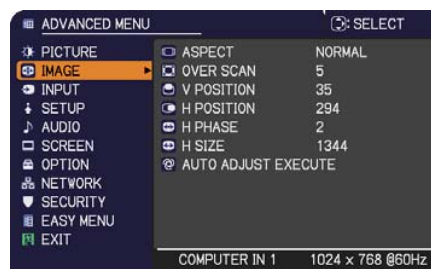 ADVANCED MENU : SELECT
PICTURE
IMAGE
INPUT
SETUP
AUDIO
SCREEN
OPTION
NETWORK
SECURITY
EASY MENU
EXIT
ASPECT NORMAL
OVER SCAN 5
V POSITION 35
H POSITION 294
H PHASE 2
H SIZE 1344
AUTO ADJUST EXECUTE
COMPUTER IN 1 1024 x 768 @60Hz